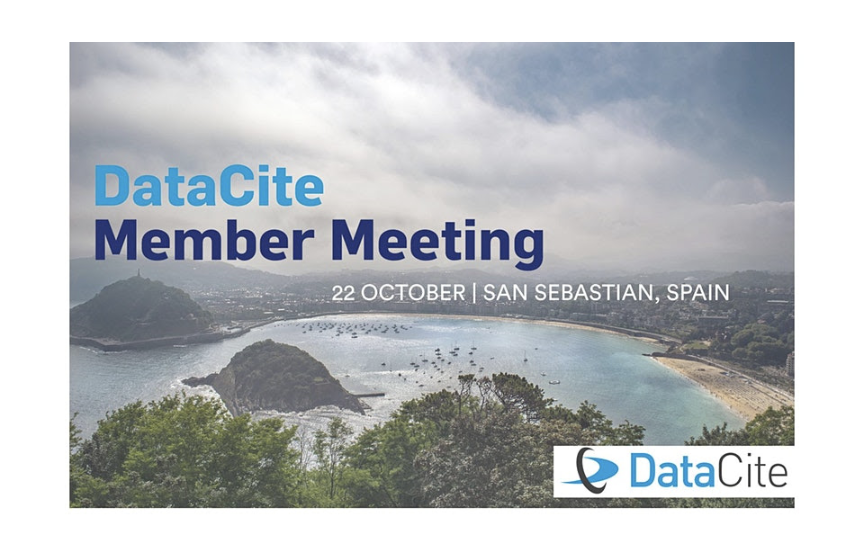 DataCite
Member Meeting
22 OCTOBER | SAN SEBASTIAN, SPAIN
DataCite